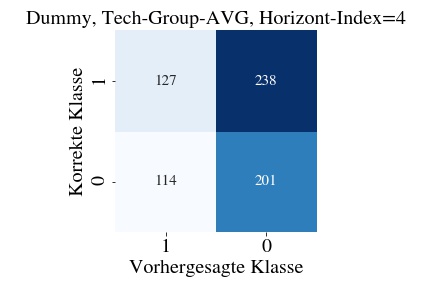 Dummy, Tech-Group-AVG, Horizont-Index=4
Korrekte Klasse
1
127
238
0
114
201
1
0
Vorhergesagte Klasse